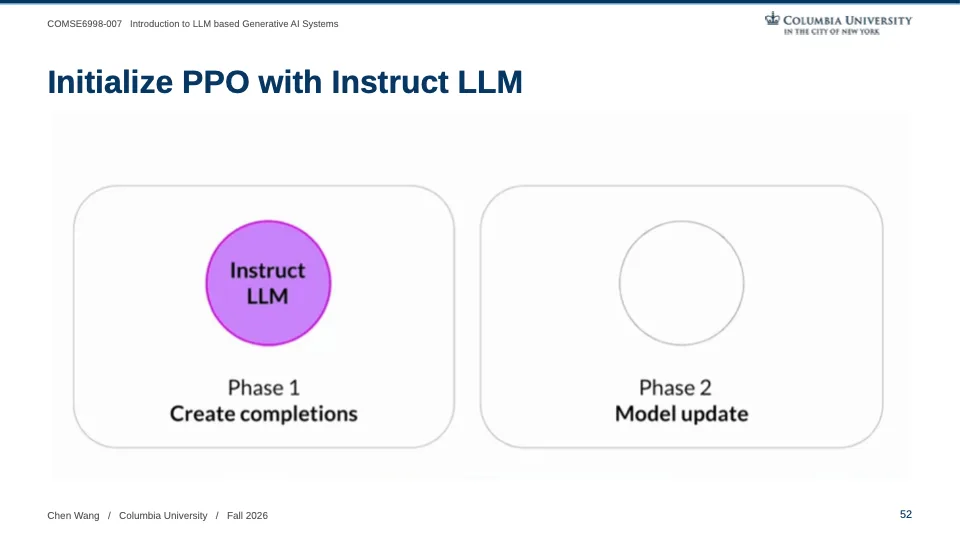 COMSE6998-007 Introduction to LLM based Generative AI Systems
COLUMBIA UNIVERSITY
IN THE CITY OF NEW YORK
Initialize PPO with Instruct LLM
Instruct
LLM
Phase 1
Create completions
Phase 2
Model update
Chen Wang / Columbia University / Fall 2026
52